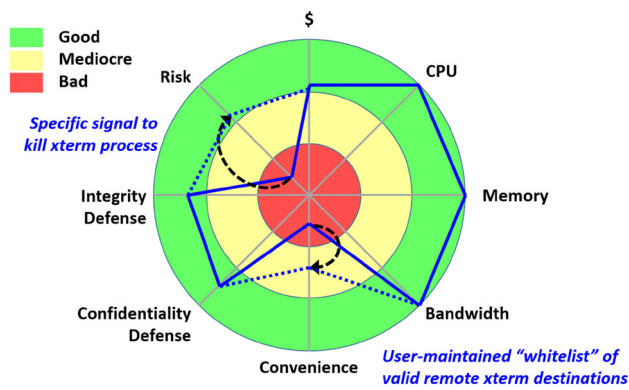 $
Good
Mediocre
Bad
CPU
Risk
Specific signal to
kill xterm process
Integrity
Defense
Memory
Confidentiality
Defense
Bandwidth
Convenience
User-maintained “whitelist” of
valid remote xterm destinations